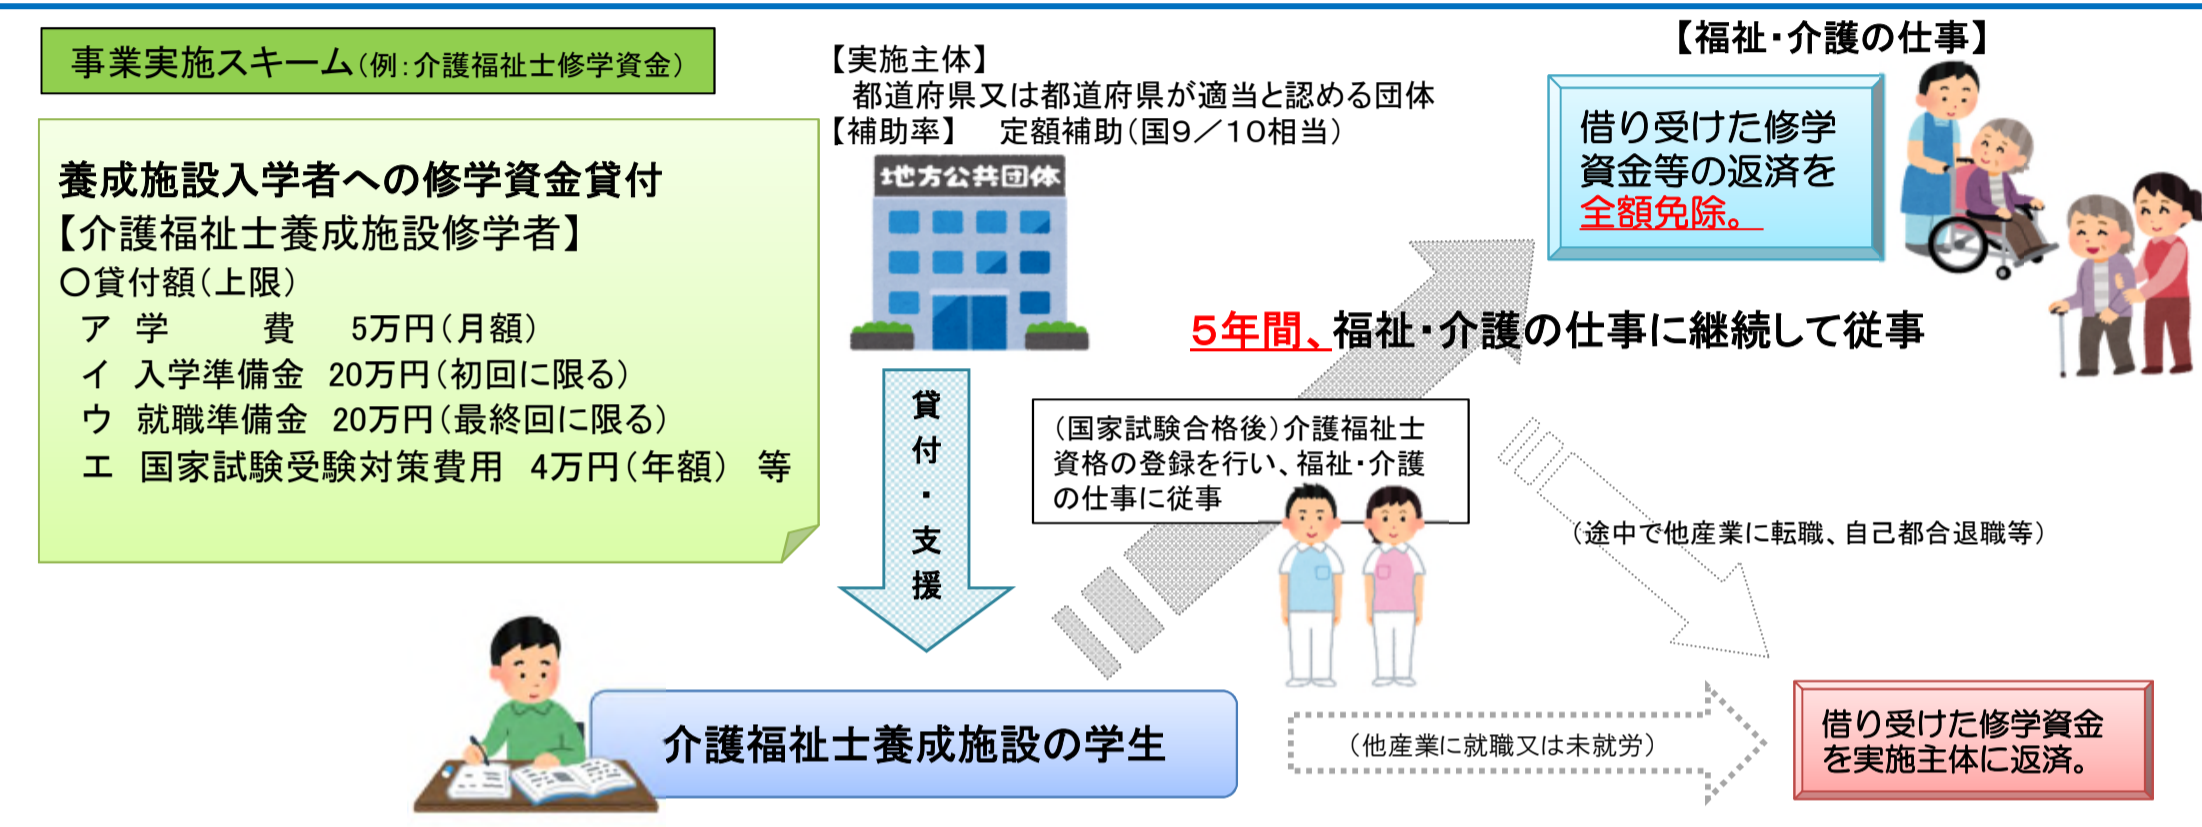 事業実施スキーム(例:介護福祉士修学資金)
養成施設入学者への修学資金貸付
【介護福祉士養成施設修学者】
○貸付額(上限)
ア 学 費 5万円(月額)
イ 入学準備金 20万円(初回に限る)
ウ 就職準備金 20万円(最終回に限る)
エ 国家試験受験対策費用 4万円(年額) 等
【実施主体】
都道府県又は都道府県が適当と認める団体
【補助率】 定額補助(国9/10相当)
地方公共団体
貸付・支援
【福祉・介護の仕事】
借り受けた修学
資金等の返済を
全額免除。
5年間、福祉・介護の仕事に継続して従事
(国家試験合格後)介護福祉士
資格の登録を行い、福祉・介護
の仕事に従事
(途中で他産業に転職、自己都合退職等)
介護福祉士養成施設の学生
(他産業に就職又は未就労)
借り受けた修学資金
を実施主体に返済。